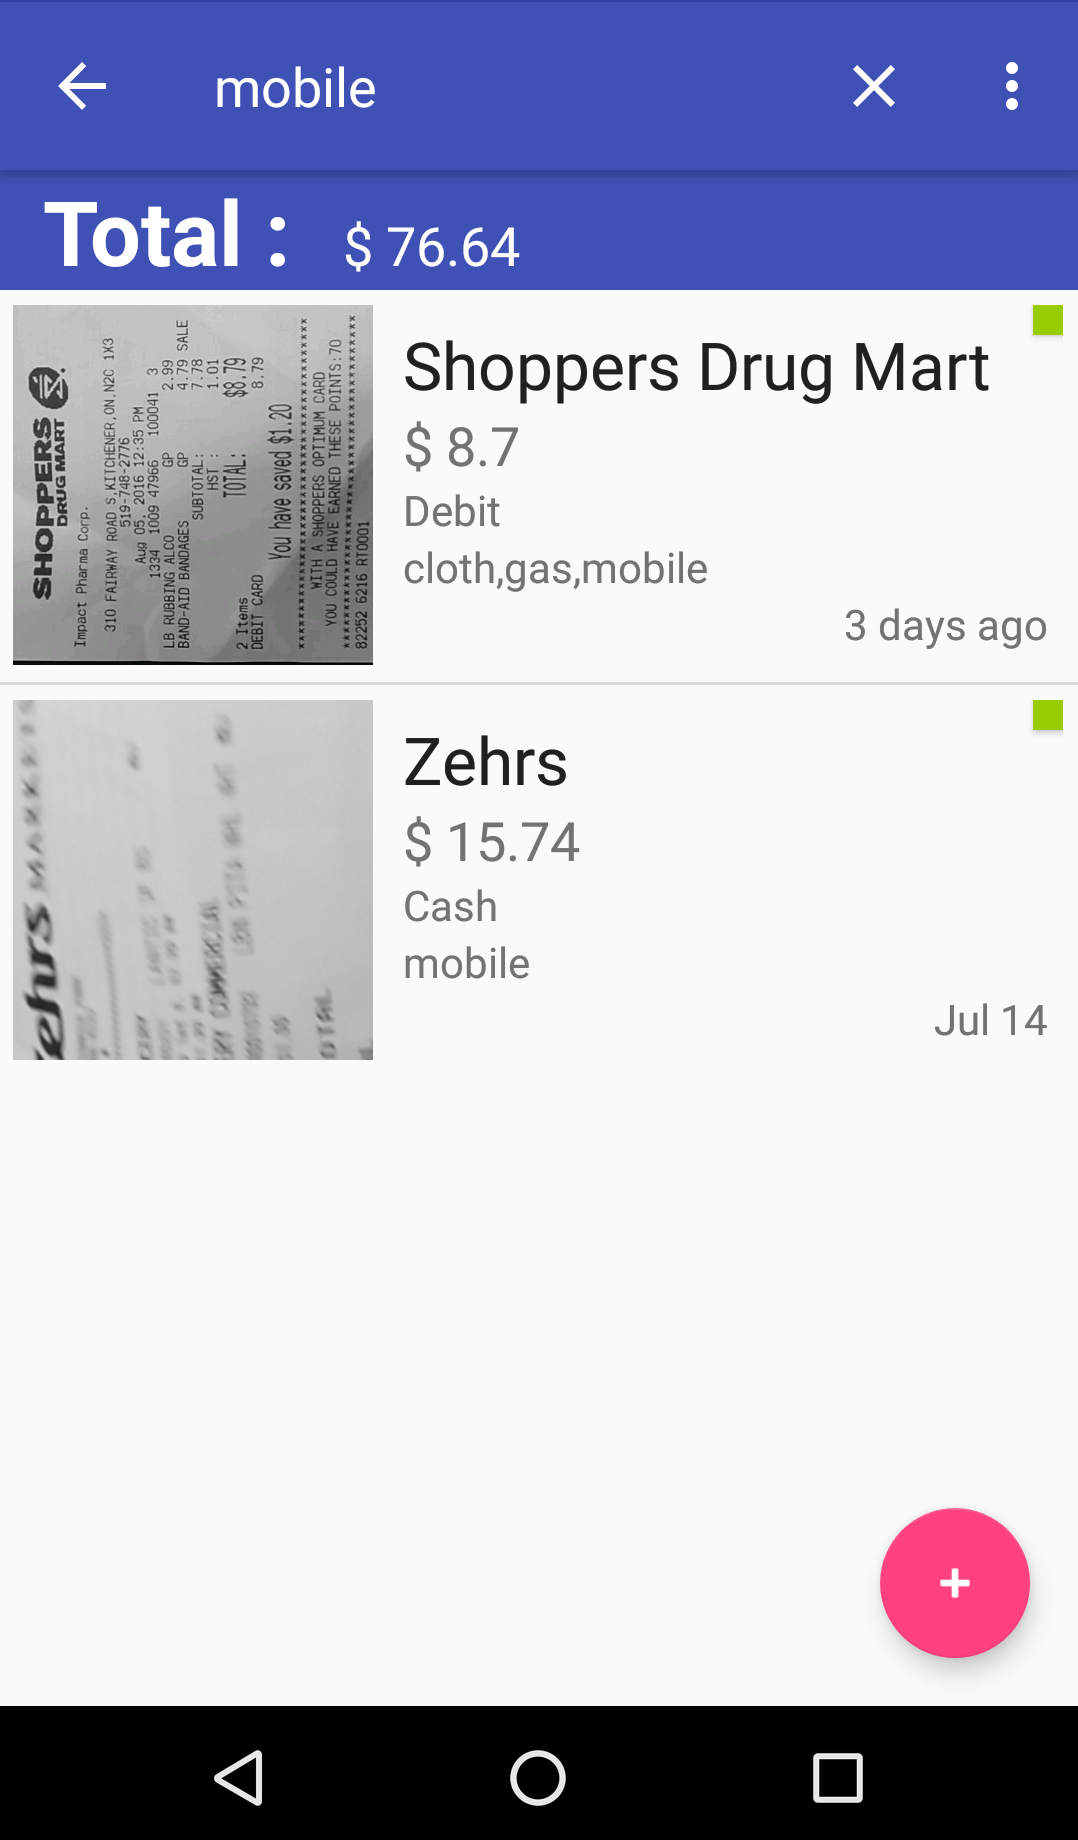 mobile
Total : $ 76.64
SHOPPERS
DRUG MART
Impact Pharma Corp.
310 FAIRWAY ROAD S,KITCHENER,ON,N2C 1X3
519-748-2776
Aug 05, 2016 12:35 PM
1334 1009 47966 100041 3
LB RUBBING ALCO GP 2.99
BAND-AID BANDAGES GP 4.79 SALE
SUBTOTAL: 7.78
HST : 1.01
TOTAL: $8.79
2 Items
DEBIT CARD 8.79
You have saved $1.20
WITH A SHOPPERS OPTIMUM CARD
YOU COULD HAVE EARNED THESE POINTS:70
82252 6216 RT0001
Shoppers Drug Mart
$ 8.7
Debit
cloth,gas,mobile
3 days ago
ehrs MARKETS
COMMERCIAL
Zehrs
$ 15.74
Cash
mobile
Jul 14